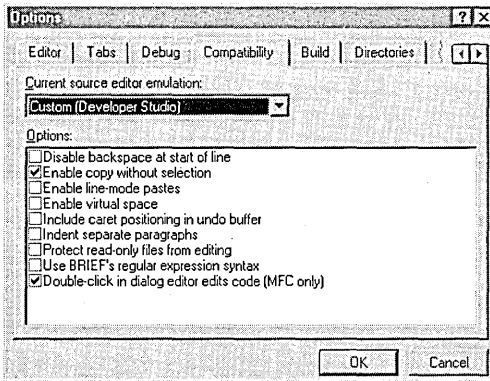 Options
Editor Tabs Debug Compatibility Build Directories
Current source editor emulation:
Custom (Developer Studio)
Options:
Disable backspace at start of line
Enable copy without selection
Enable line-mode pastes
Enable virtual space
Include caret positioning in undo buffer
Indent separate paragraphs
Protect read-only files from editing
Use BRIEF's regular expression syntax
Double-click in dialog editor edits code (MFC only)
OK Cancel